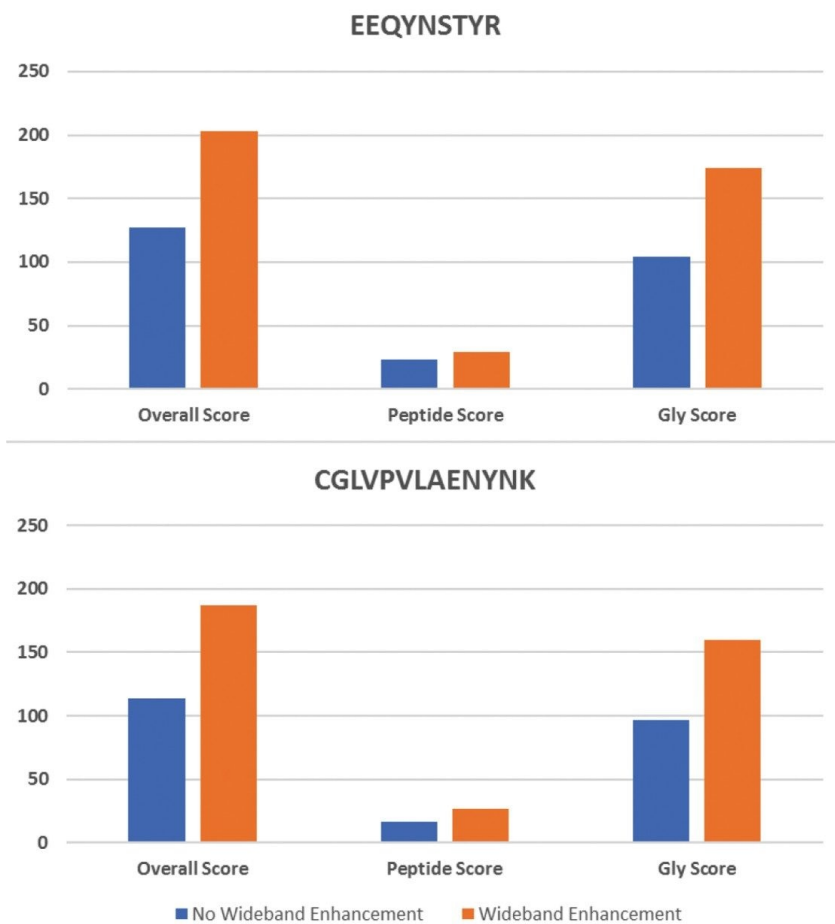 EEQYNSTYR
250
200
150
100
50
0
Overall Score Peptide Score Gly Score
CGLVPVLAENYNK
250
200
150
100
50
0
Overall Score Peptide Score Gly Score
No Wideband Enhancement Wideband Enhancement